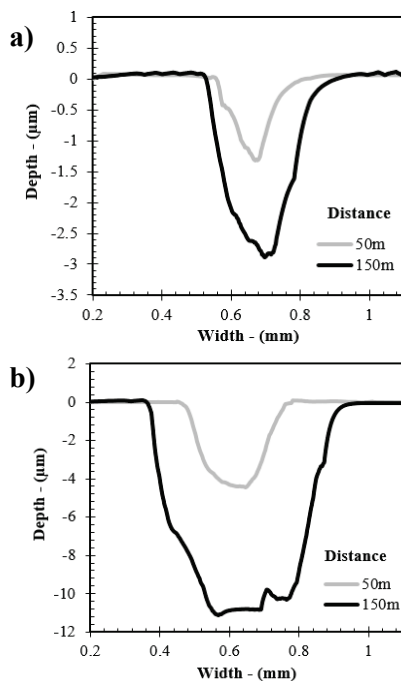 a)
1
0.5
0
-0.5
-1
-1.5
-2
-2.5
-3
-3.5
Depth - (µm)
Distance
50m
150m
0.2 0.4 0.6 0.8 1
Width - (mm)
b)
2
0
-2
-4
-6
-8
-10
-12
Depth - (µm)
Distance
50m
150m
0.2 0.4 0.6 0.8 1
Width - (mm)